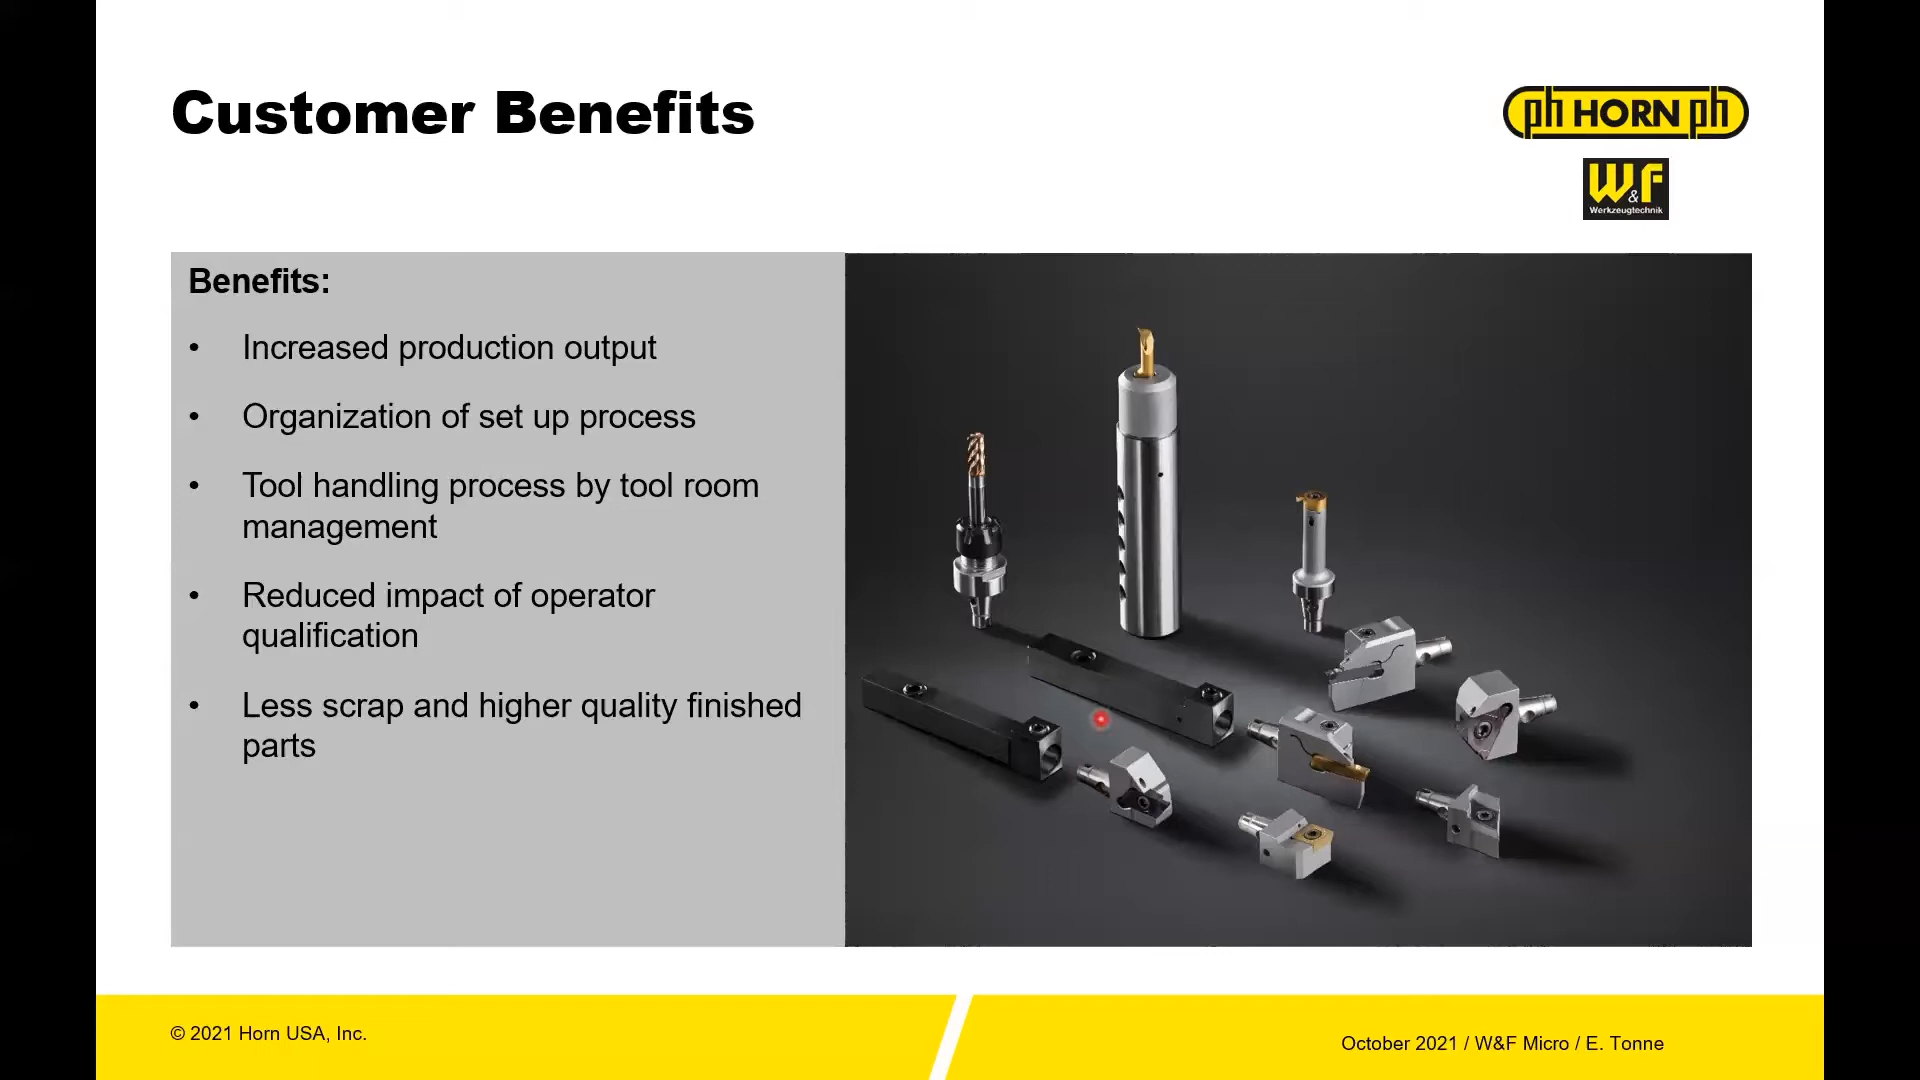 Customer Benefits
ph HORN ph
W&F
Werkzeugtechnik
Benefits:
• Increased production output
• Organization of set up process
• Tool handling process by tool room
management
• Reduced impact of operator
qualification
• Less scrap and higher quality finished
parts
© 2021 Horn USA, Inc.
October 2021 / W&F Micro / E. Tonne